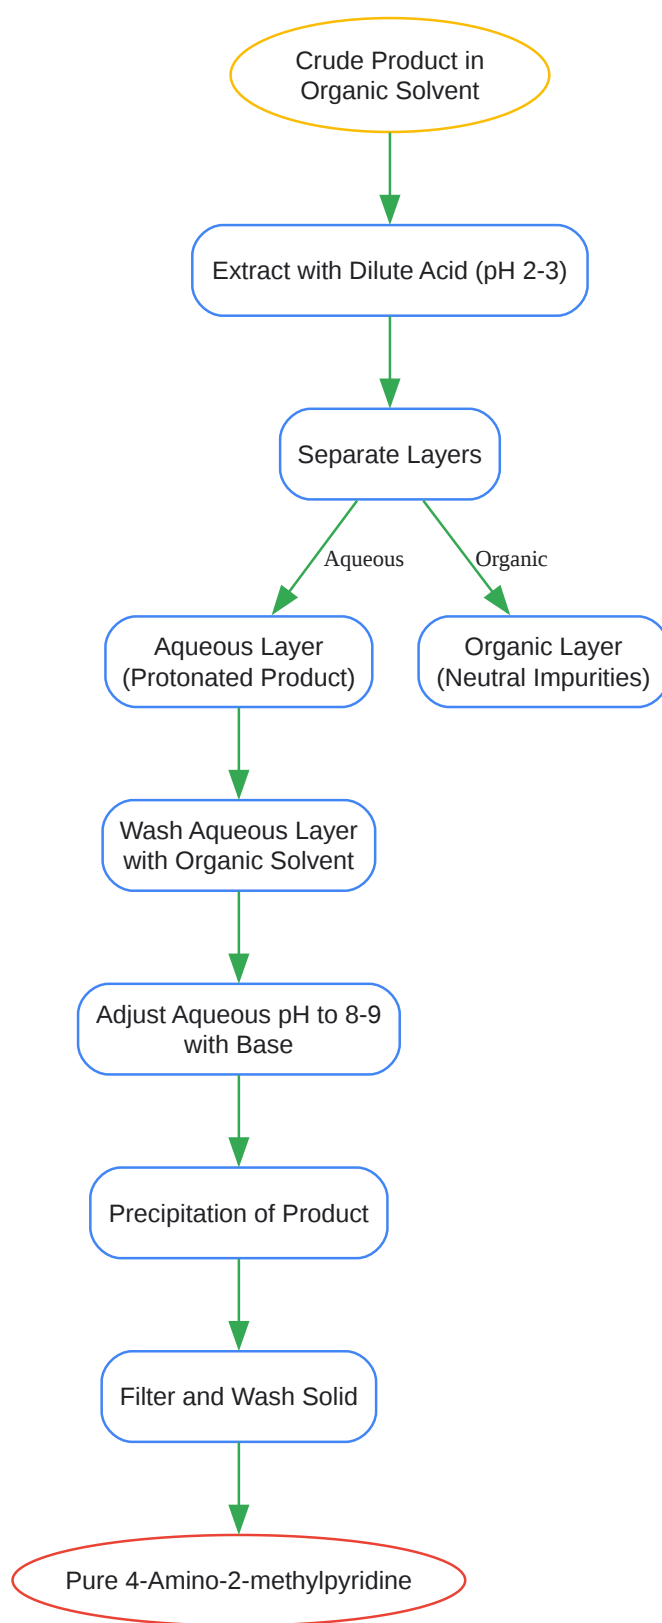 Crude Product in
Organic Solvent
Extract with Dilute Acid (pH 2-3)
Separate Layers
Aqueous
Organic
Aqueous Layer
(Protonated Product)
Organic Layer
(Neutral Impurities)
Wash Aqueous Layer
with Organic Solvent
Adjust Aqueous pH to 8-9
with Base
Precipitation of Product
Filter and Wash Solid
Pure 4-Amino-2-methylpyridine